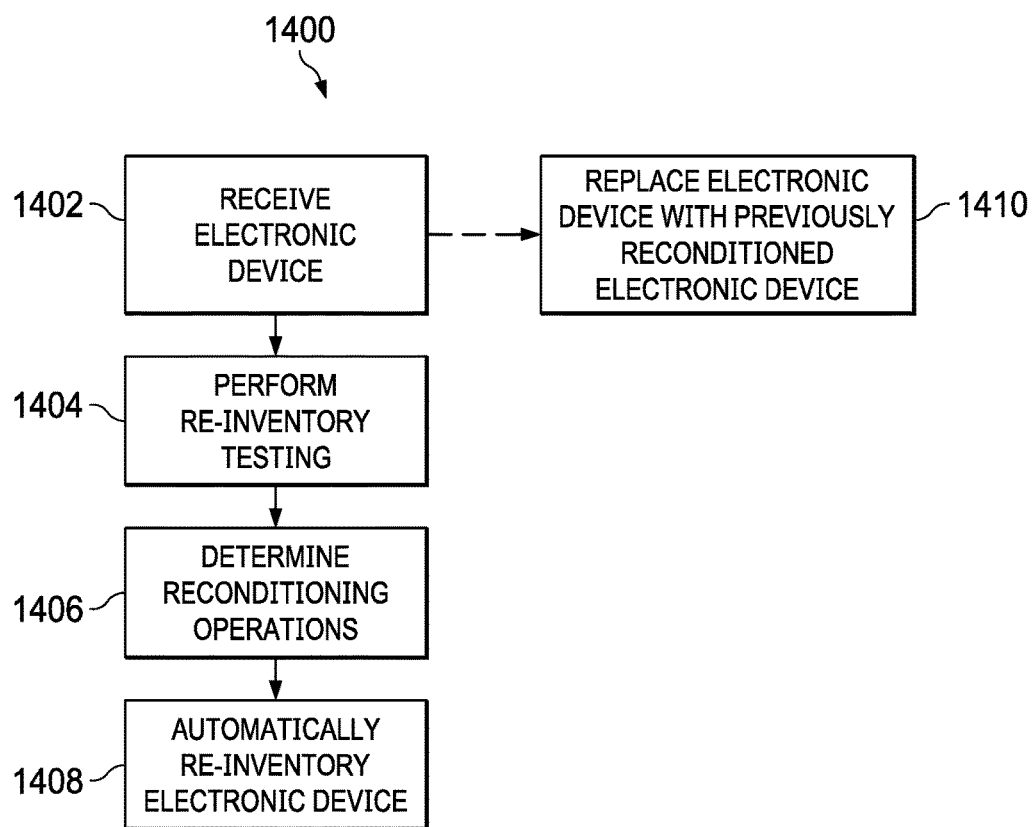 1400
1402
RECEIVE
ELECTRONIC
DEVICE
REPLACE ELECTRONIC
DEVICE WITH PREVIOUSLY
RECONDITIONED
ELECTRONIC DEVICE
1410
1404
PERFORM
RE-INVENTORY
TESTING
1406
DETERMINE
RECONDITIONING
OPERATIONS
1408
AUTOMATICALLY
RE-INVENTORY
ELECTRONIC DEVICE